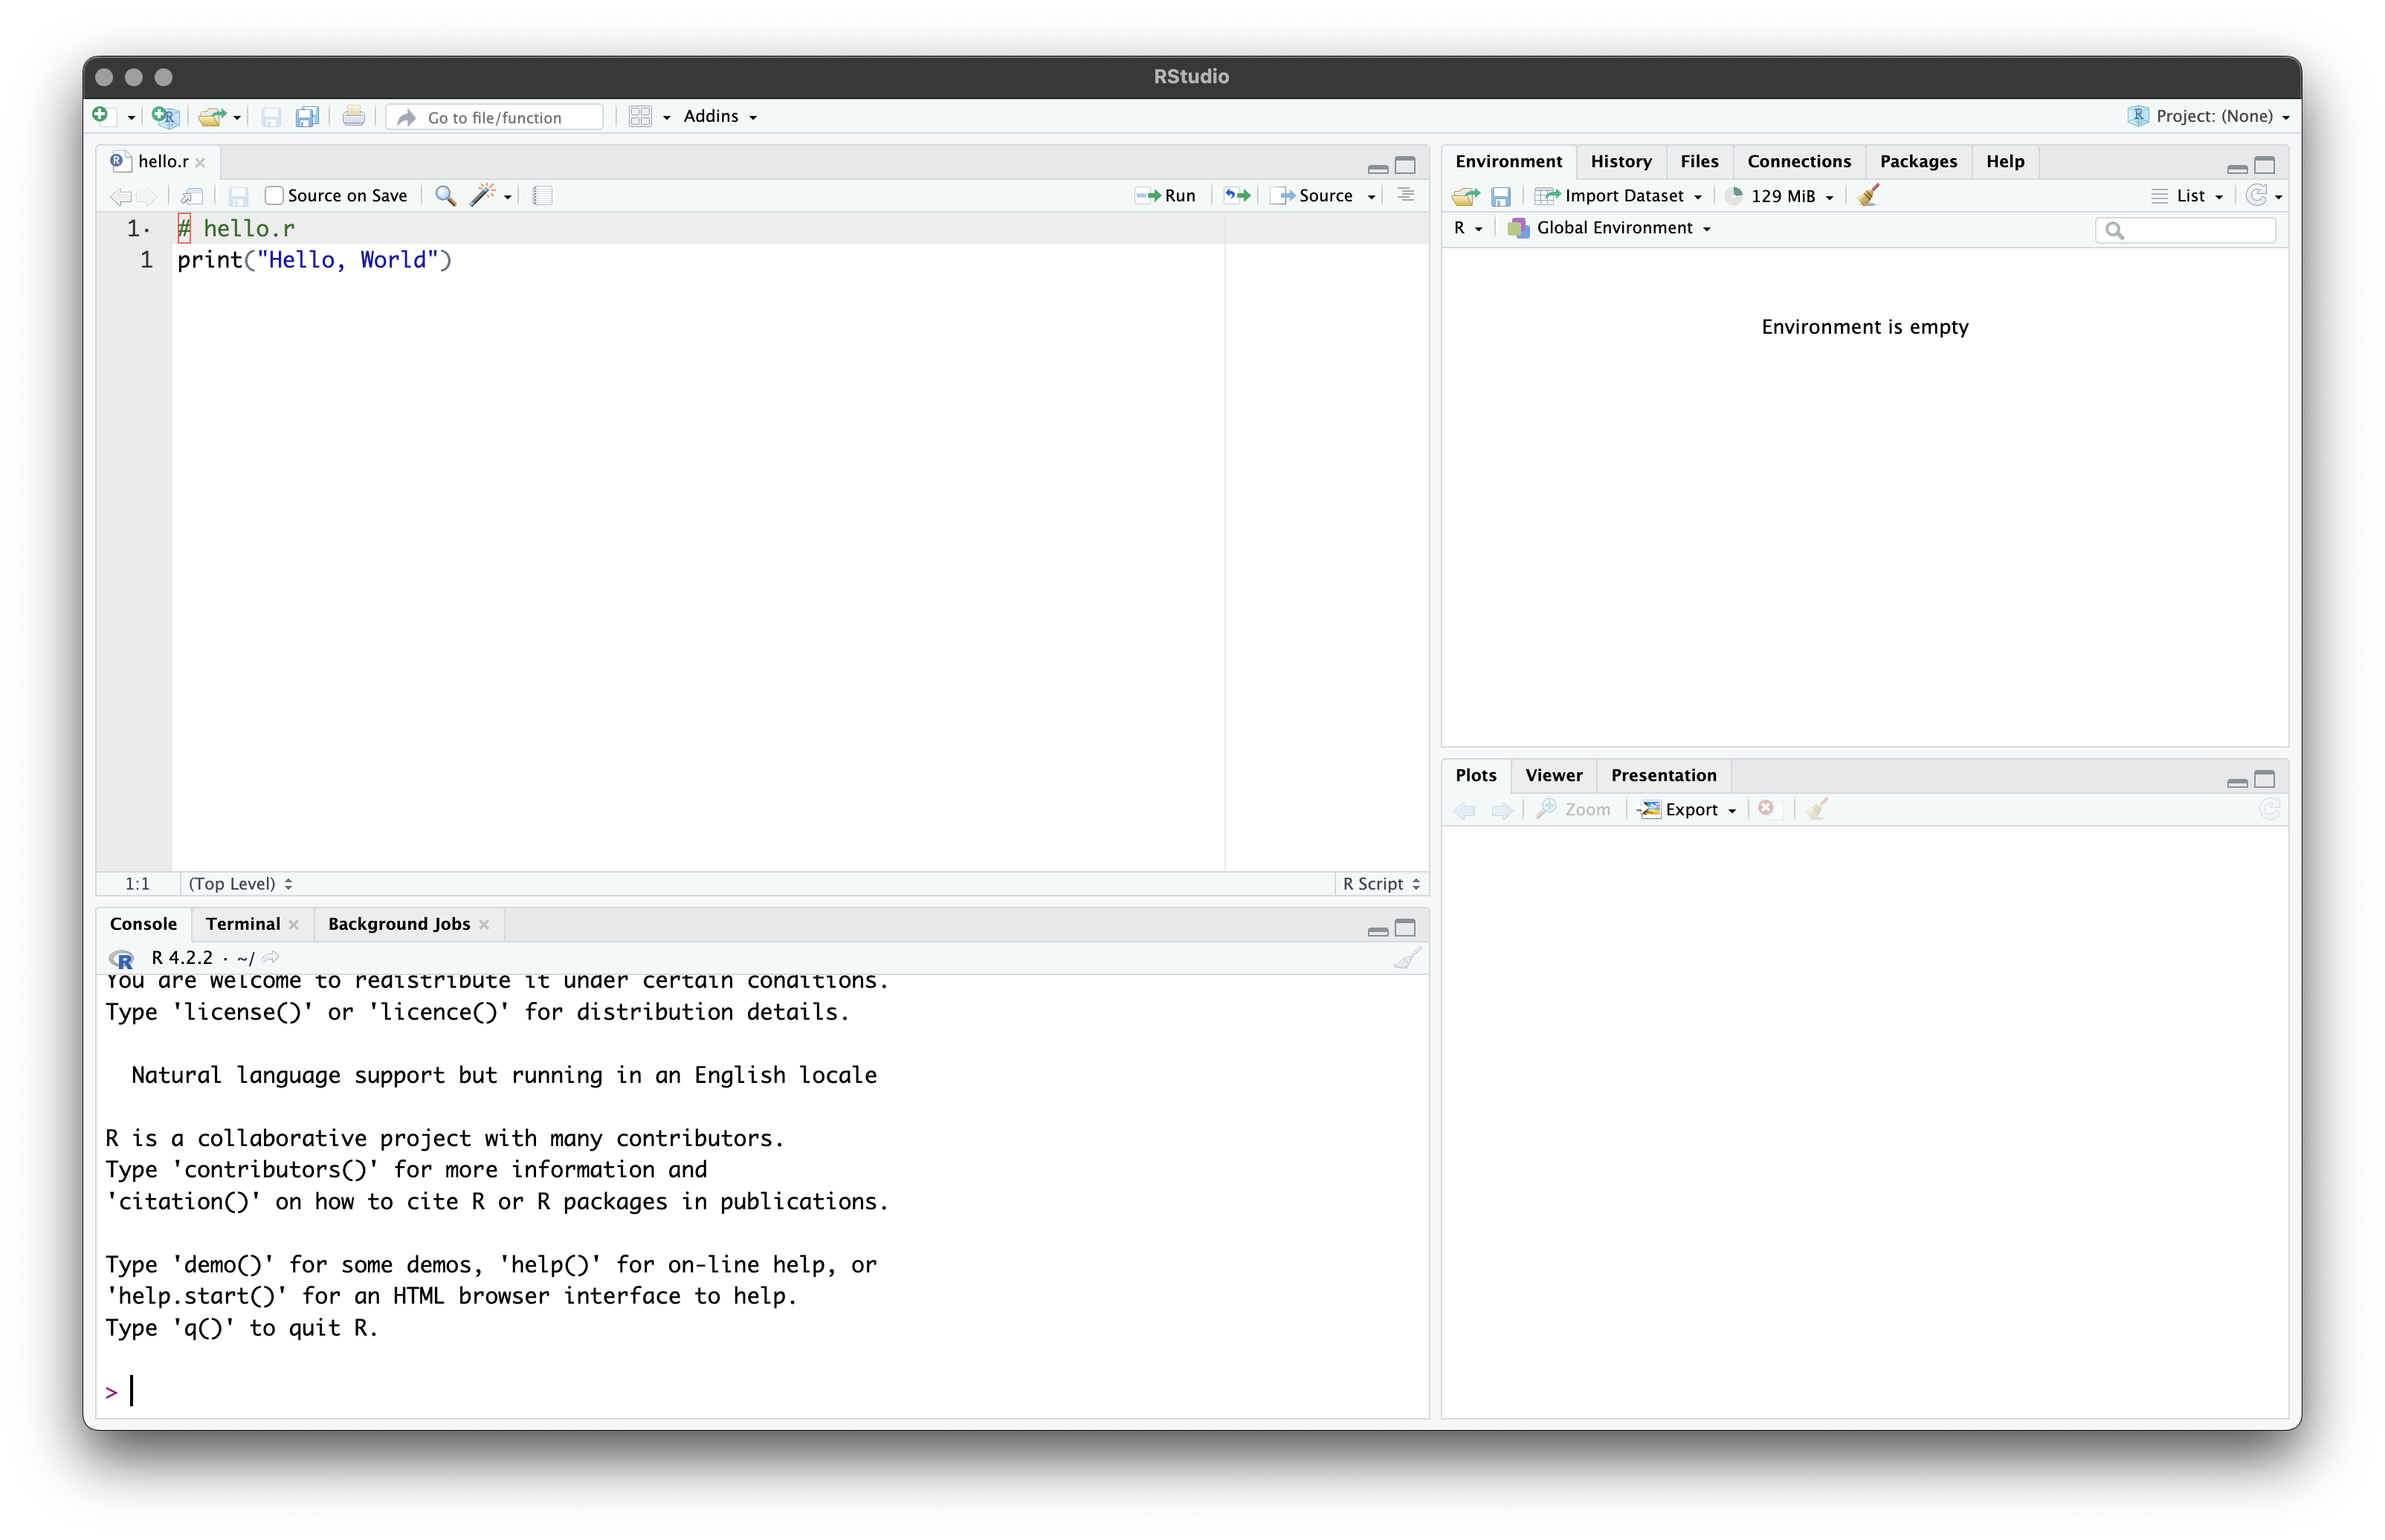 RStudio
Go to file/function Addins Project: (None)
hello.r
Source on Save Run Source
1 # hello.r
1 print("Hello, World")
1:1 (Top Level) R Script
Console Terminal Background Jobs
R 4.2.2 · ~/
You are welcome to redistribute it under certain conditions.
Type 'license()' or 'licence()' for distribution details.
Natural language support but running in an English locale
R is a collaborative project with many contributors.
Type 'contributors()' for more information and
'citation()' on how to cite R or R packages in publications.
Type 'demo()' for some demos, 'help()' for on-line help, or
'help.start()' for an HTML browser interface to help.
Type 'q()' to quit R.
>
Environment History Files Connections Packages Help
Import Dataset 129 MiB List
R Global Environment
Environment is empty
Plots Viewer Presentation
Zoom Export